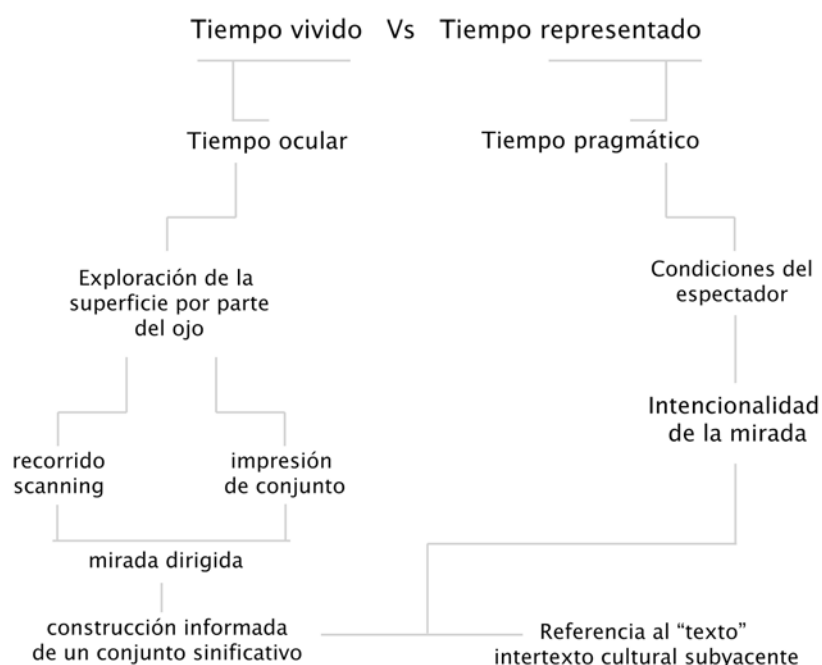 Tiempo vivido Vs Tiempo representado
Tiempo ocular
Tiempo pragmático
Exploración de la
superficie por parte
del ojo
Condiciones del
espectador
Intencionalidad
de la mirada
recorrido
scanning
impresión
de conjunto
mirada dirigida
construcción informada
de un conjunto sinificativo
Referencia al “texto”
intertexto cultural subyacente